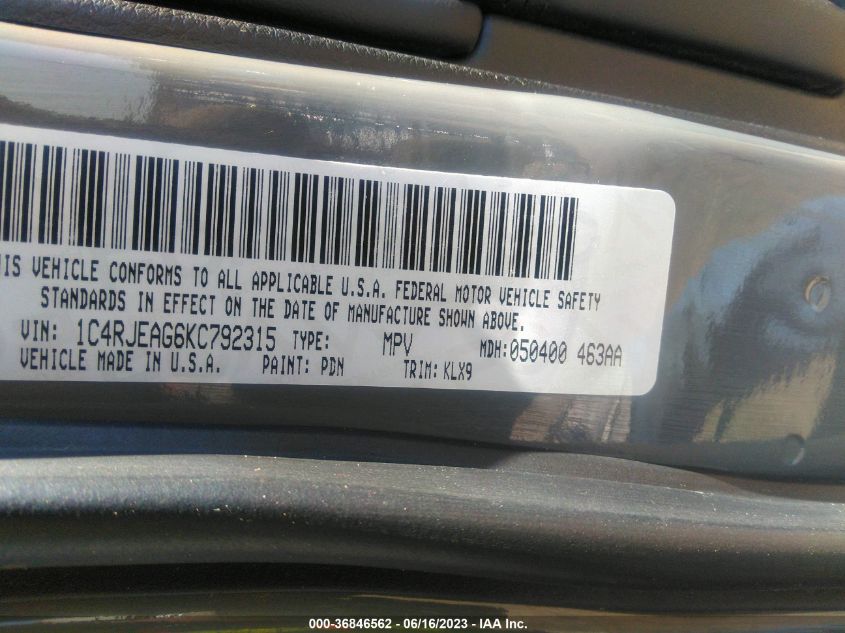 IS VEHICLE CONFORMS TO ALL APPLICABLE U.S.A. FEDERAL MOTOR VEHICLE SAFETY
STANDARDS IN EFFECT ON THE DATE OF MANUFACTURE SHOWN ABOVE.
VIN: 1C4RJEAG6KC792315 TYPE: MPV MDH:050400 463AA
VEHICLE MADE IN U.S.A. PAINT: PDN TRIM:KLX9
000-36846562 - 06/16/2023 - IAA Inc.